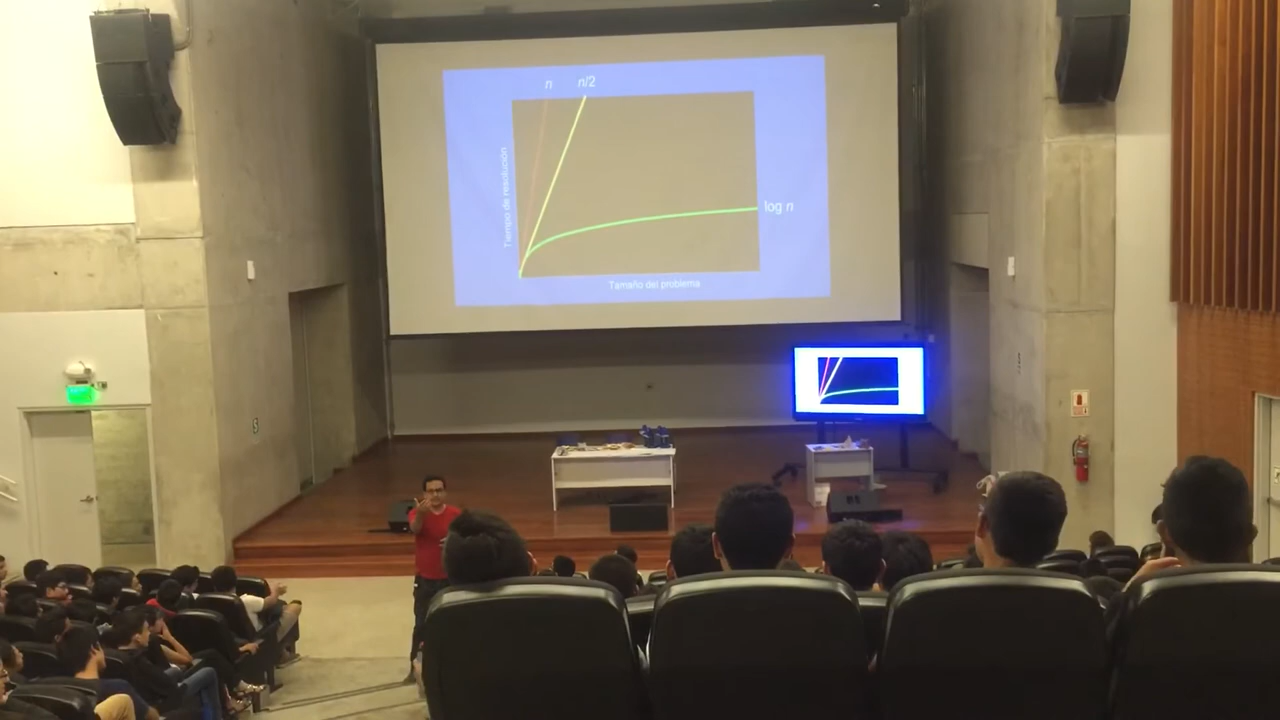 n
n/2
Tiempo de resolución
log n
Tamaño del problema
S